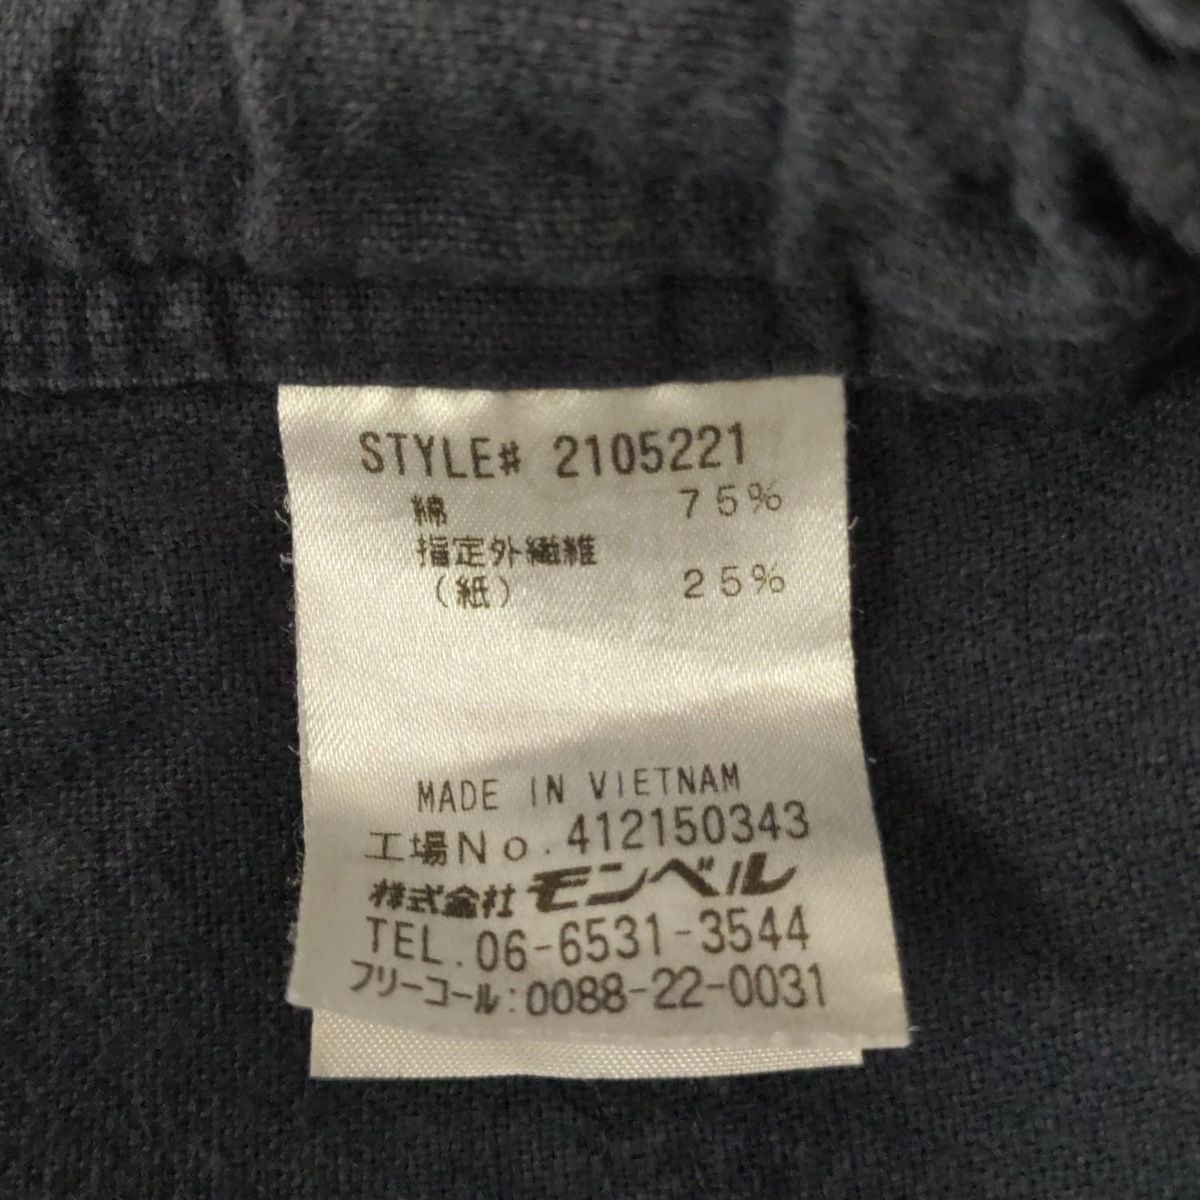 STYLE# 2105221
綿 75%
指定外繊維
(紙) 25%
MADE IN VIETNAM
工場No.412150343
株式会社 モンベル
TEL.06-6531-3544
フリーコール:0088-22-0031